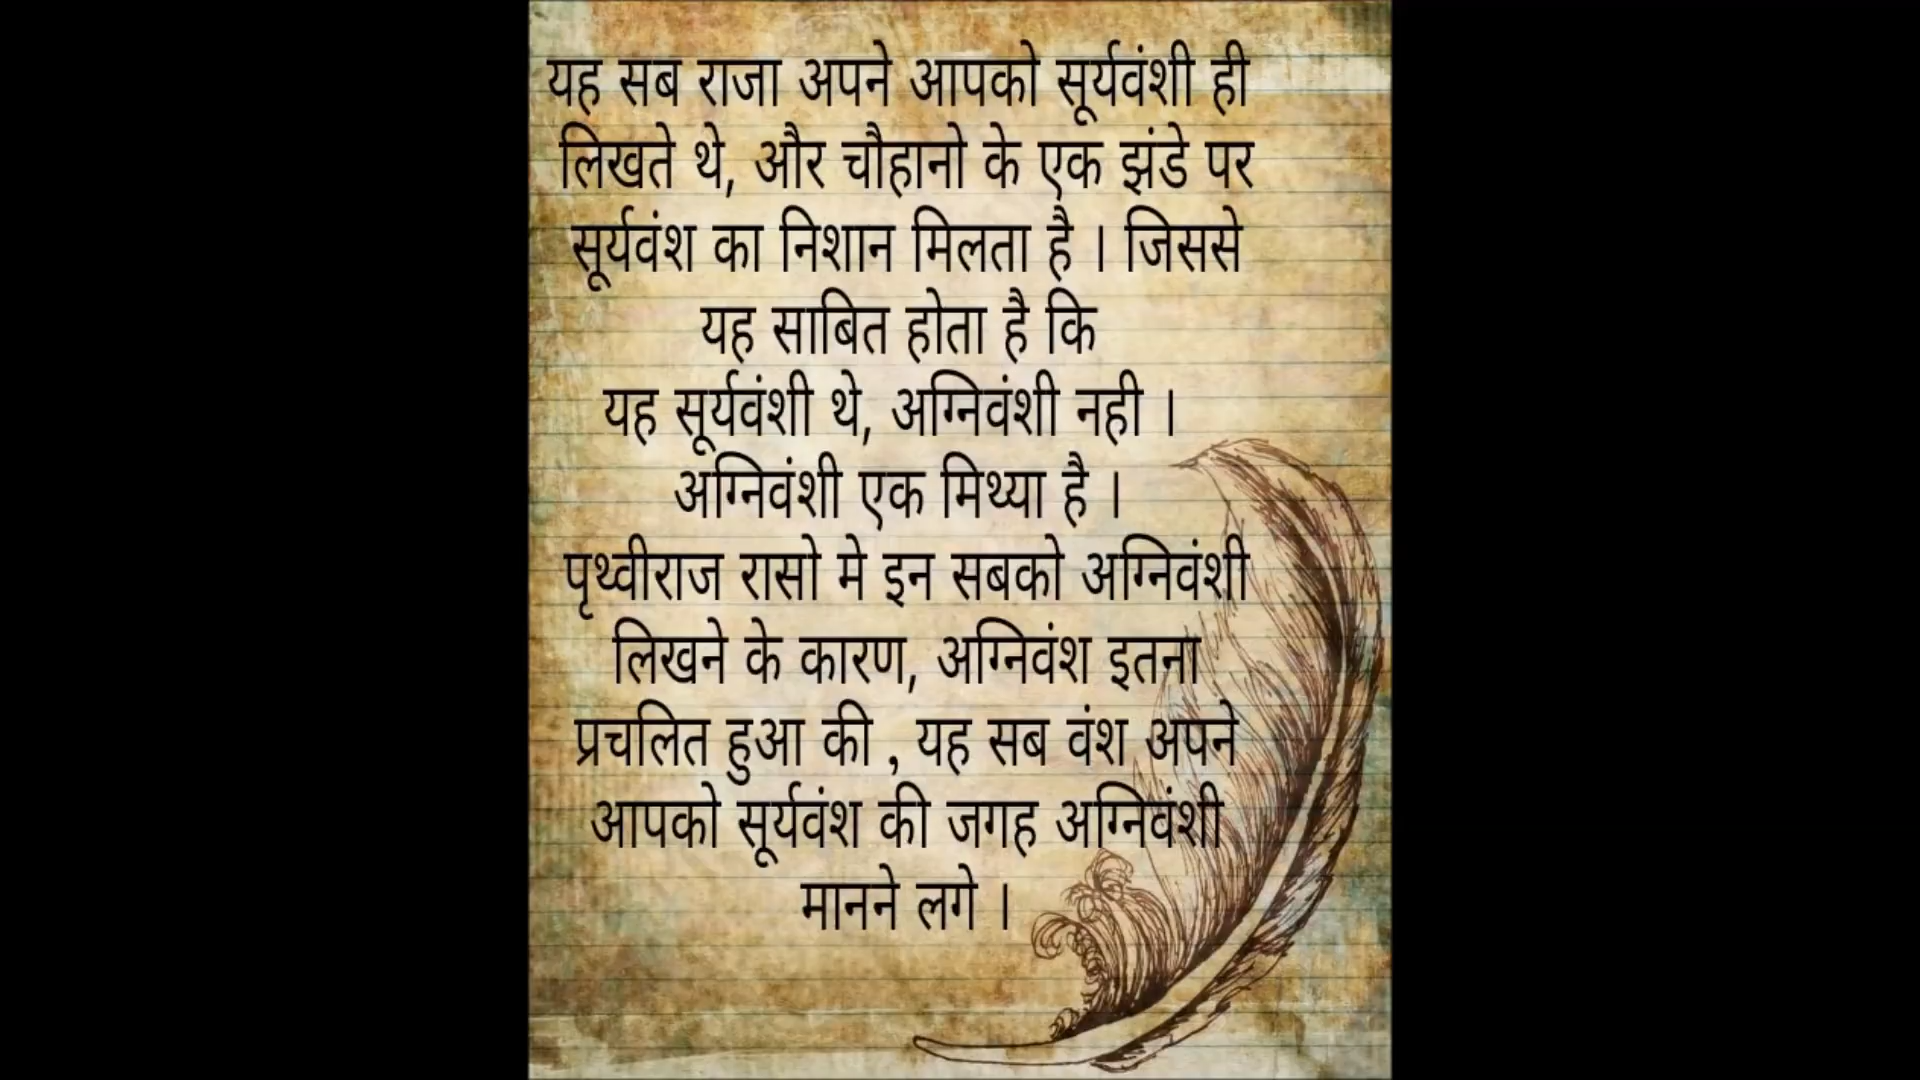 यह सब राजा अपने आपको सूर्यवंशी ही
लिखते थे, और चौहानो के एक झंडे पर
सूर्यवंश का निशान मिलता है । जिससे
यह साबित होता है कि
यह सूर्यवंशी थे, अग्निवंशी नही ।
अग्निवंशी एक मिथ्या है ।
पृथ्वीराज रासो मे इन सबको अग्निवंशी
लिखने के कारण, अग्निवंश इतना
प्रचलित हुआ की , यह सब वंश अपने
आपको सूर्यवंश की जगह अग्निवंशी
मानने लगे ।